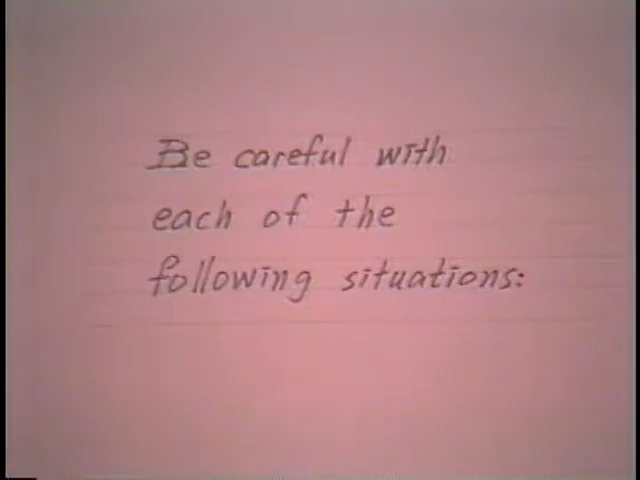 Be careful with
each of the
following situations: